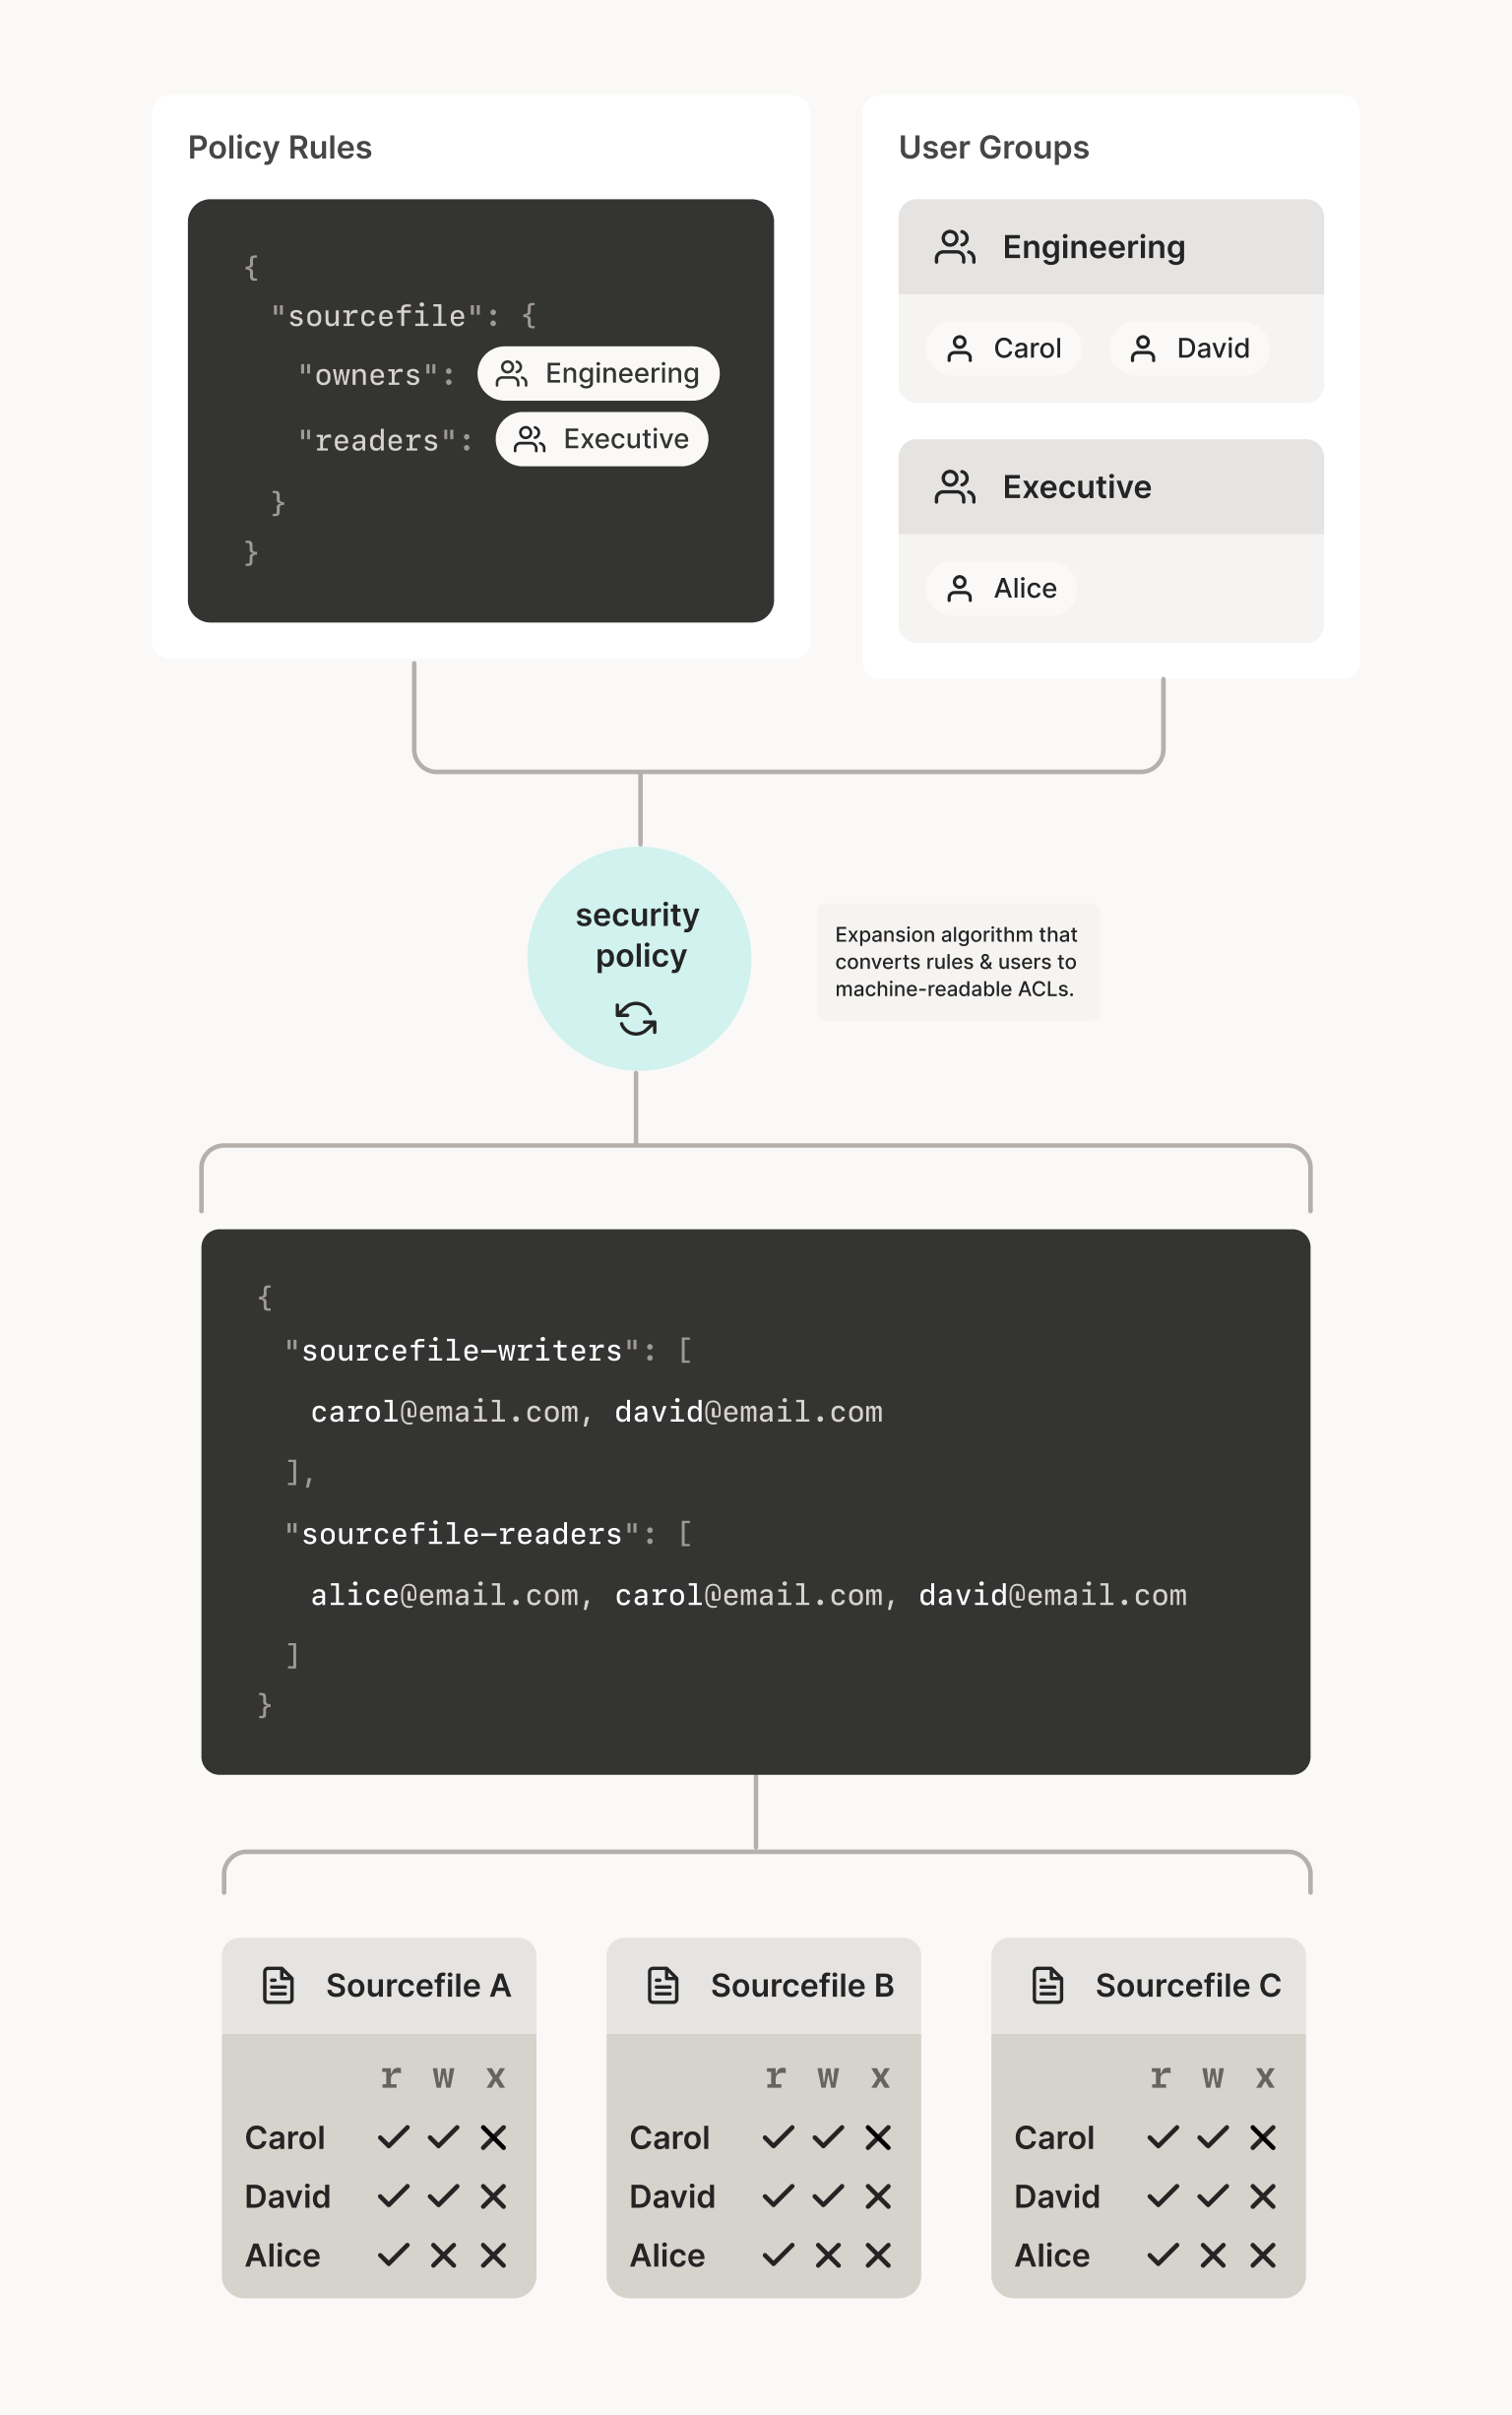 Policy Rules
{
"sourcefile": {
"owners": Engineering
"readers": Executive
}
}
User Groups
Engineering
Carol David
Executive
Alice
security
policy
Expansion algorithm that
converts rules & users to
machine-readable ACLs.
{
"sourcefile-writers": [
carol@email.com, david@email.com
],
"sourcefile-readers": [
alice@email.com, carol@email.com, david@email.com
]
}
Sourcefile A
r w x
Carol
David
Alice
Sourcefile B
r w x
Carol
David
Alice
Sourcefile C
r w x
Carol
David
Alice